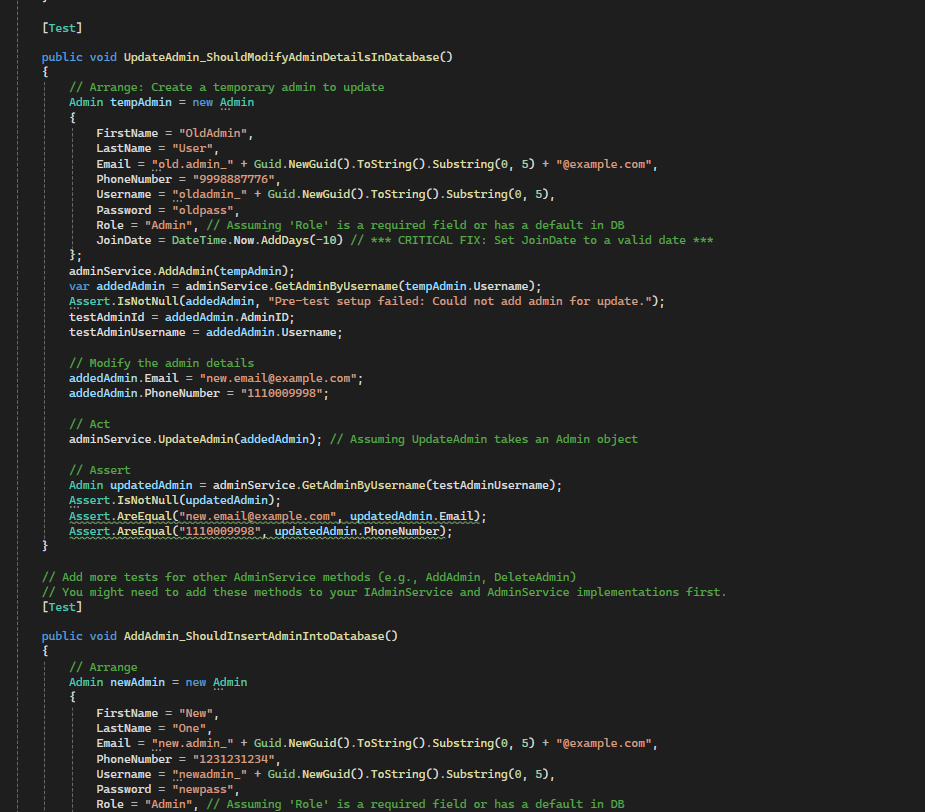 [Test]
public void UpdateAdmin_ShouldModifyAdminDetailsInDatabase()
{
// Arrange: Create a temporary admin to update
Admin tempAdmin = new Admin
{
FirstName = "OldAdmin",
LastName = "User",
Email = "old.admin_" + Guid.NewGuid().ToString().Substring(0, 5) + "@example.com",
PhoneNumber = "9998887776",
Username = "oldadmin_" + Guid.NewGuid().ToString().Substring(0, 5),
Password = "oldpass",
Role = "Admin", // Assuming 'Role' is a required field or has a default in DB
JoinDate = DateTime.Now.AddDays(-10) // *** CRITICAL FIX: Set JoinDate to a valid date ***
};
adminService.AddAdmin(tempAdmin);
var addedAdmin = adminService.GetAdminByUsername(tempAdmin.Username);
Assert.IsNotNull(addedAdmin, "Pre-test setup failed: Could not add admin for update.");
testAdminId = addedAdmin.AdminID;
testAdminUsername = addedAdmin.Username;
// Modify the admin details
addedAdmin.Email = "new.email@example.com";
addedAdmin.PhoneNumber = "1110009998";
// Act
adminService.UpdateAdmin(addedAdmin); // Assuming UpdateAdmin takes an Admin object
// Assert
Admin updatedAdmin = adminService.GetAdminByUsername(testAdminUsername);
Assert.IsNotNull(updatedAdmin);
Assert.AreEqual("new.email@example.com", updatedAdmin.Email);
Assert.AreEqual("1110009998", updatedAdmin.PhoneNumber);
}
// Add more tests for other AdminService methods (e.g., AddAdmin, DeleteAdmin)
// You might need to add these methods to your IAdminService and AdminService implementations first.
[Test]
public void AddAdmin_ShouldInsertAdminIntoDatabase()
{
// Arrange
Admin newAdmin = new Admin
{
FirstName = "New",
LastName = "One",
Email = "new.admin_" + Guid.NewGuid().ToString().Substring(0, 5) + "@example.com",
PhoneNumber = "1231231234",
Username = "newadmin_" + Guid.NewGuid().ToString().Substring(0, 5),
Password = "newpass",
Role = "Admin", // Assuming 'Role' is a required field or has a default in DB